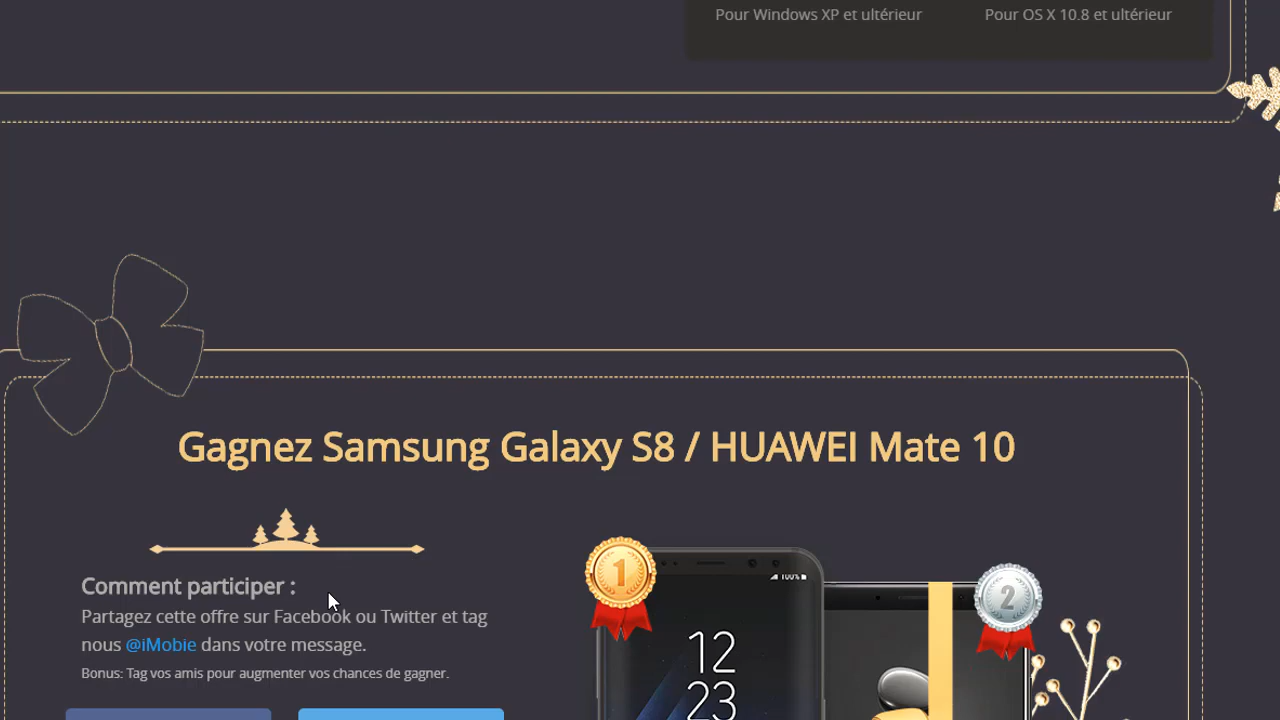 Pour Windows XP et ultérieur Pour OS X 10.8 et ultérieur
Gagnez Samsung Galaxy S8 / HUAWEI Mate 10
Comment participer :
Partagez cette offre sur Facebook ou Twitter et tag
nous @iMobie dans votre message.
Bonus: Tag vos amis pour augmenter vos chances de gagner.
1
100%
2
12
23